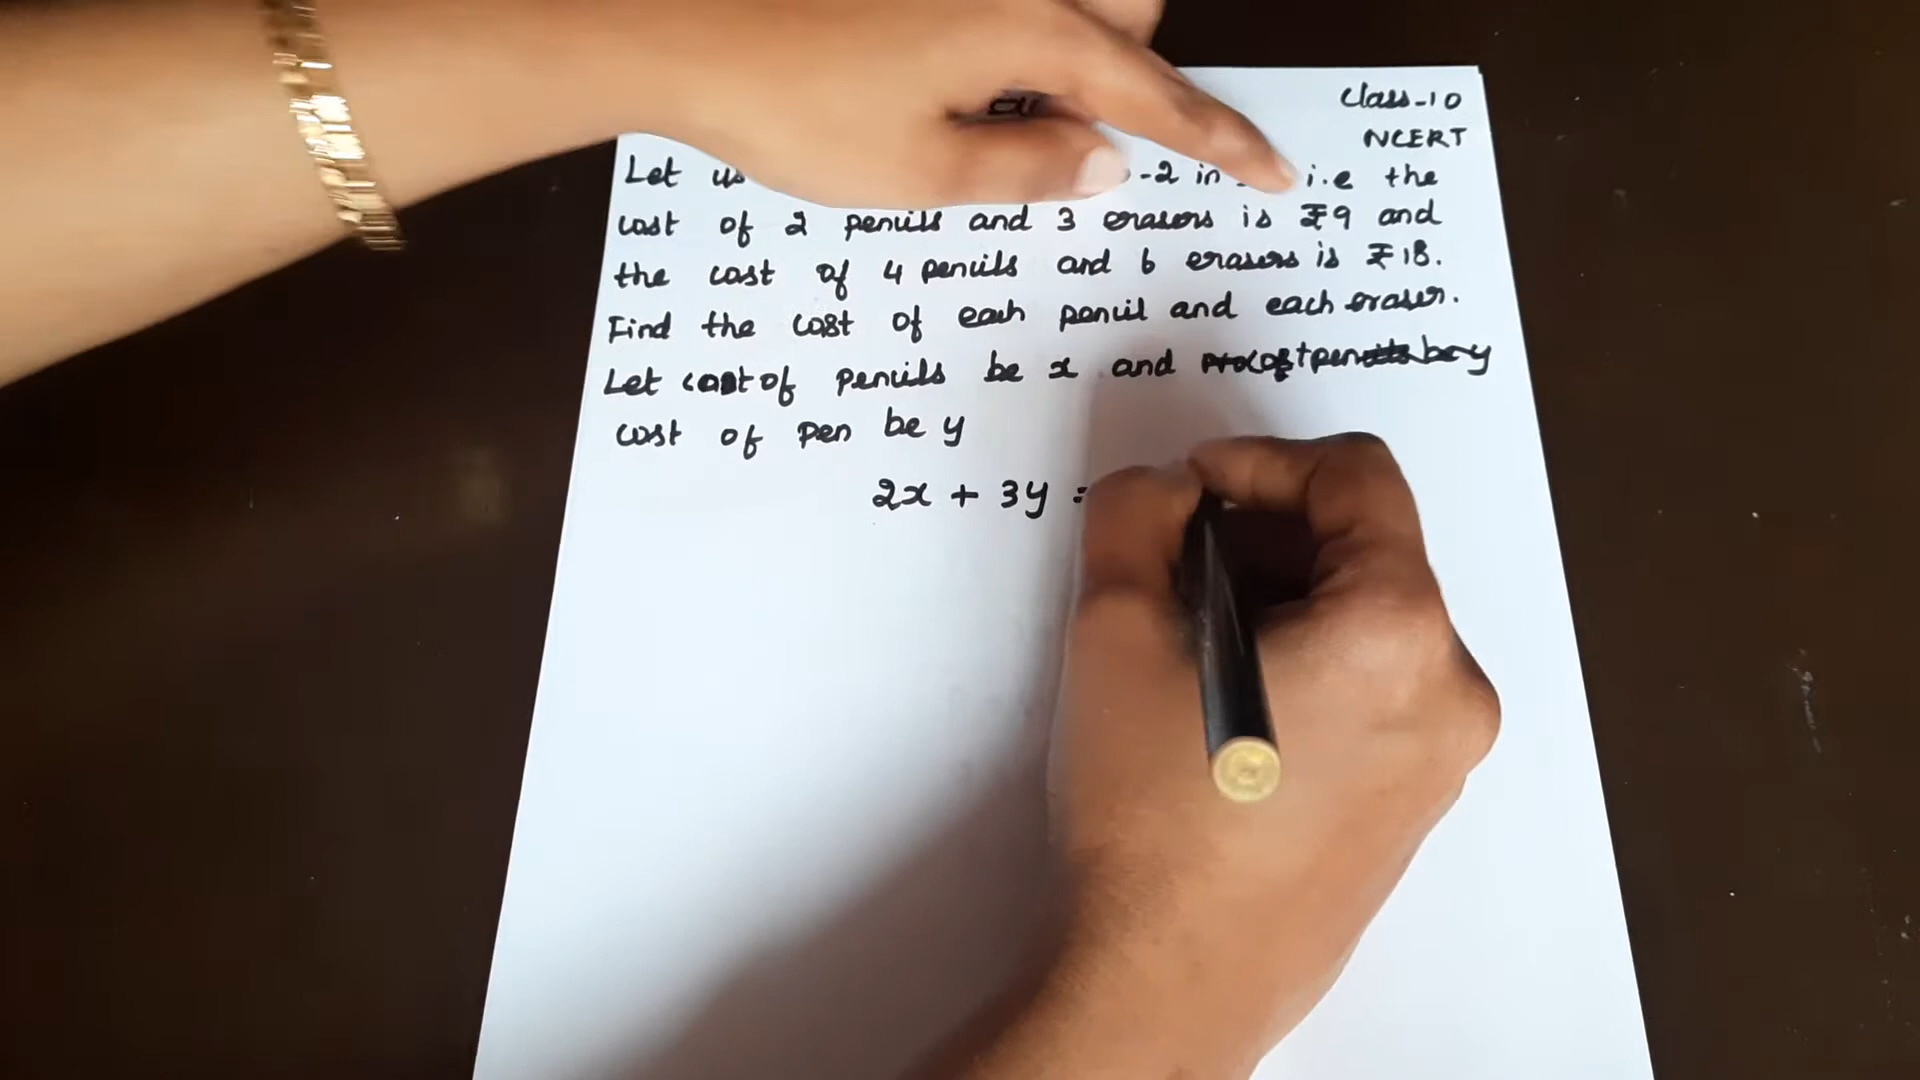 Class-10
NCERT
Let us -2 in i.e the
cost of 2 pencils and 3 erasers is ₹9 and
the cost of 4 pencils and 6 erasers is ₹18.
Find the cost of each pencil and each eraser.
Let cost of pencils be x and y
cost of pen be y
2x + 3y =